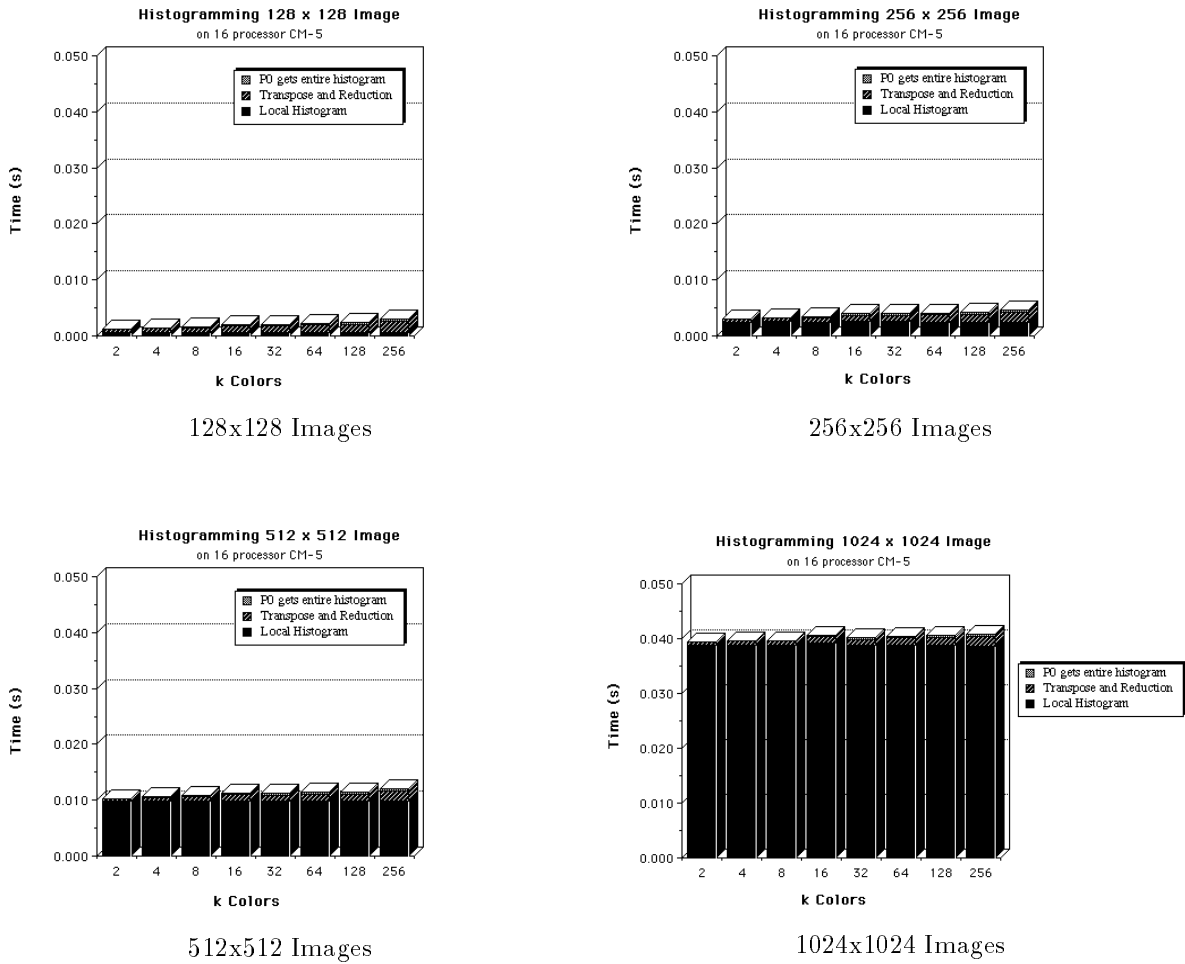 Histogramming 128 x 128 Image
on 16 processor CM-5
P0 gets entire histogram
Transpose and Reduction
Local Histogram
0.050
0.040
0.030
0.020
0.010
0.000
Time (s)
2 4 8 16 32 64 128 256
k Colors
128x128 Images
Histogramming 256 x 256 Image
on 16 processor CM-5
P0 gets entire histogram
Transpose and Reduction
Local Histogram
0.050
0.040
0.030
0.020
0.010
0.000
Time (s)
2 4 8 16 32 64 128 256
k Colors
256x256 Images
Histogramming 512 x 512 Image
on 16 processor CM-5
P0 gets entire histogram
Transpose and Reduction
Local Histogram
0.050
0.040
0.030
0.020
0.010
0.000
Time (s)
2 4 8 16 32 64 128 256
k Colors
512x512 Images
Histogramming 1024 x 1024 Image
on 16 processor CM-5
0.050
0.040
0.030
0.020
0.010
0.000
Time (s)
P0 gets entire histogram
Transpose and Reduction
Local Histogram
2 4 8 16 32 64 128 256
k Colors
1024x1024 Images